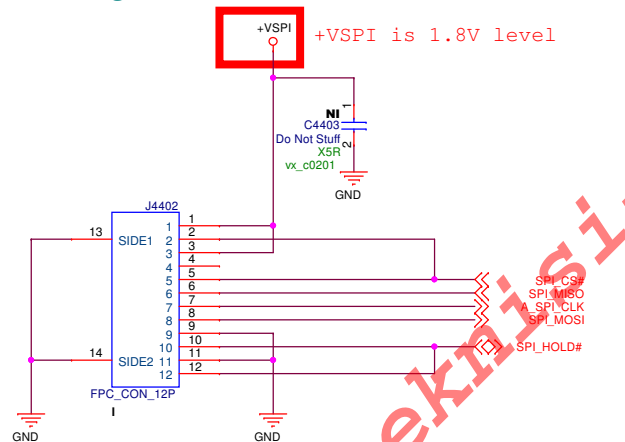 +VSPI
+VSPI is 1.8V level
NI
1
C4403
Do Not Stuff
2
X5R
vx_c0201
GND
J4402
13
SIDE1
1
1
2
2
3
3
4
4
5
5
SPI_CS#
6
6
SPI_MISO
7
7
A_SPI_CLK
8
8
SPI_MOSI
9
9
10
10
SPI_HOLD#
14
SIDE2
11
11
12
12
FPC_CON_12P
I
GND
GND
eknisi